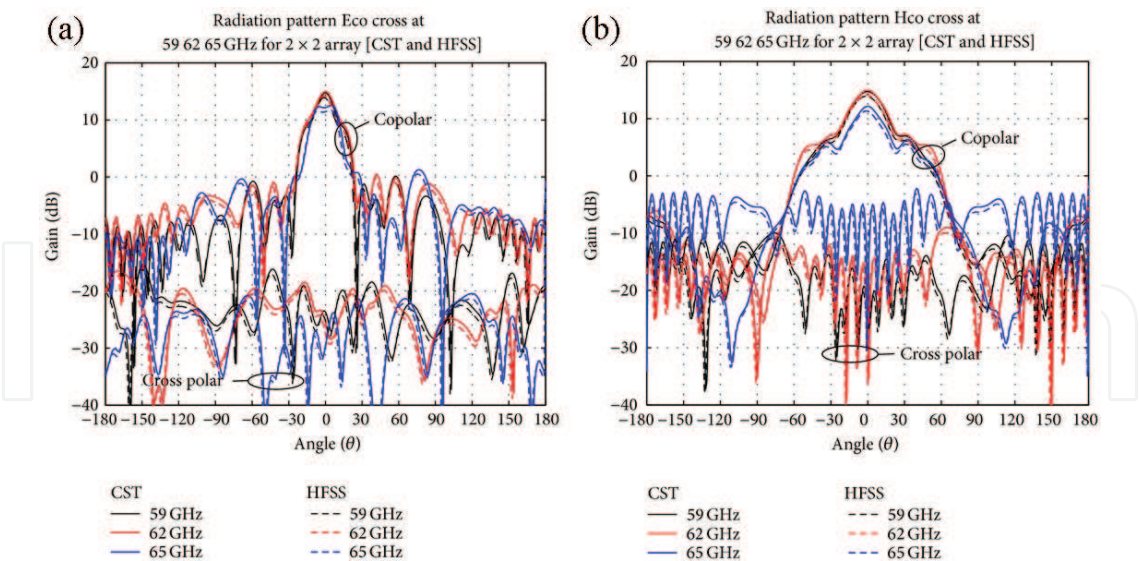 (a)
Radiation pattern Eco cross at
59 62 65 GHz for 2 × 2 array [CST and HFSS]
20
10
0
−10
−20
−30
−40
Gain (dB)
Copolar
Cross polar
−180 −150 −120 −90 −60 −30 0 30 60 90 120 150 180
Angle (θ)
CST HFSS
59 GHz 59 GHz
62 GHz 62 GHz
65 GHz 65 GHz
(b)
Radiation pattern Hco cross at
59 62 65 GHz for 2 × 2 array [CST and HFSS]
20
10
0
−10
−20
−30
−40
Gain (dB)
Copolar
Cross polar
−180 −150 −120 −90 −60 −30 0 30 60 90 120 150 180
Angle (θ)
CST HFSS
59 GHz 59 GHz
62 GHz 62 GHz
65 GHz 65 GHz